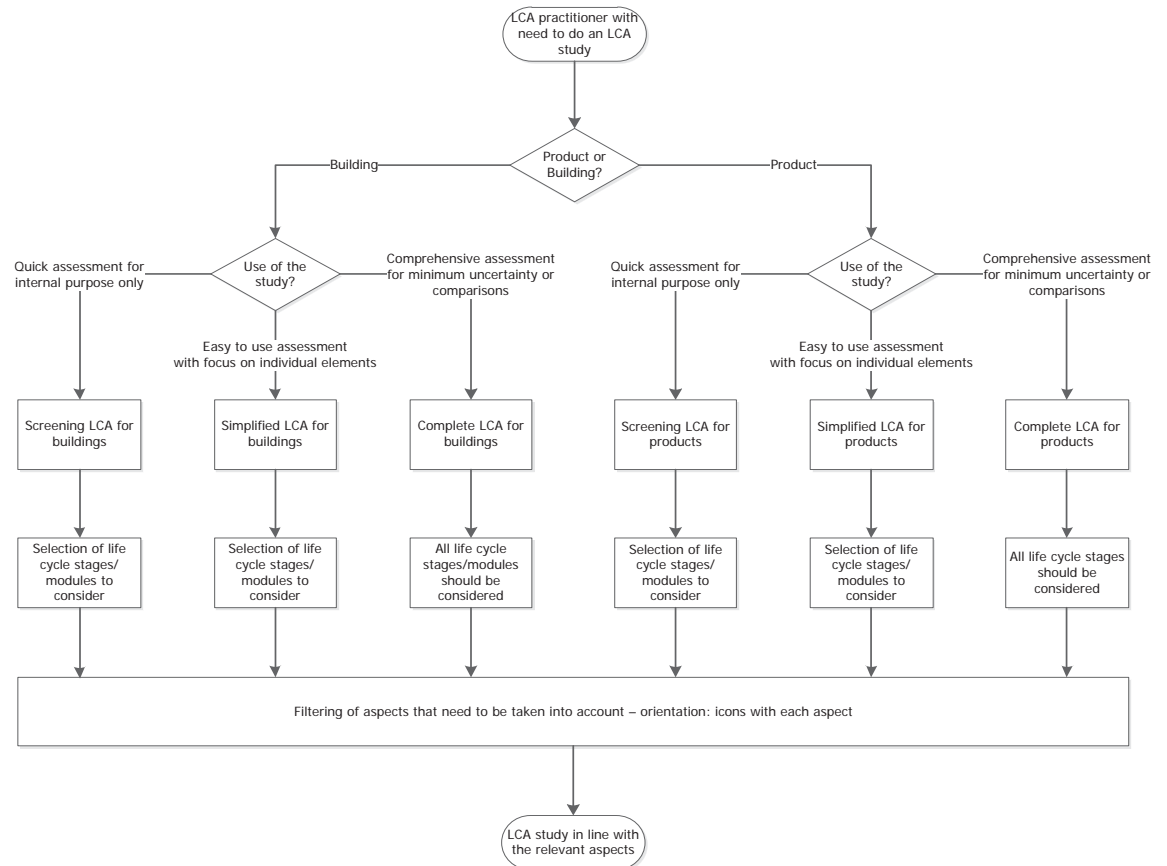 LCA practitioner with
need to do an LCA
study
Product or
Building?
Building
Product
Use of the
study?
Quick assessment for
internal purpose only
Comprehensive assessment
for minimum uncertainty or
comparisons
Easy to use assessment
with focus on individual elements
Use of the
study?
Quick assessment for
internal purpose only
Comprehensive assessment
for minimum uncertainty or
comparisons
Easy to use assessment
with focus on individual elements
Screening LCA for
buildings
Simplified LCA for
buildings
Complete LCA for
buildings
Screening LCA for
products
Simplified LCA for
products
Complete LCA for
products
Selection of life
cycle stages/
modules to
consider
Selection of life
cycle stages/
modules to
consider
All life cycle
stages/modules
should be
considered
Selection of life
cycle stages/
modules to
consider
Selection of life
cycle stages/
modules to
consider
All life cycle stages
should be
considered
Filtering of aspects that need to be taken into account – orientation: icons with each aspect
LCA study in line with
the relevant aspects